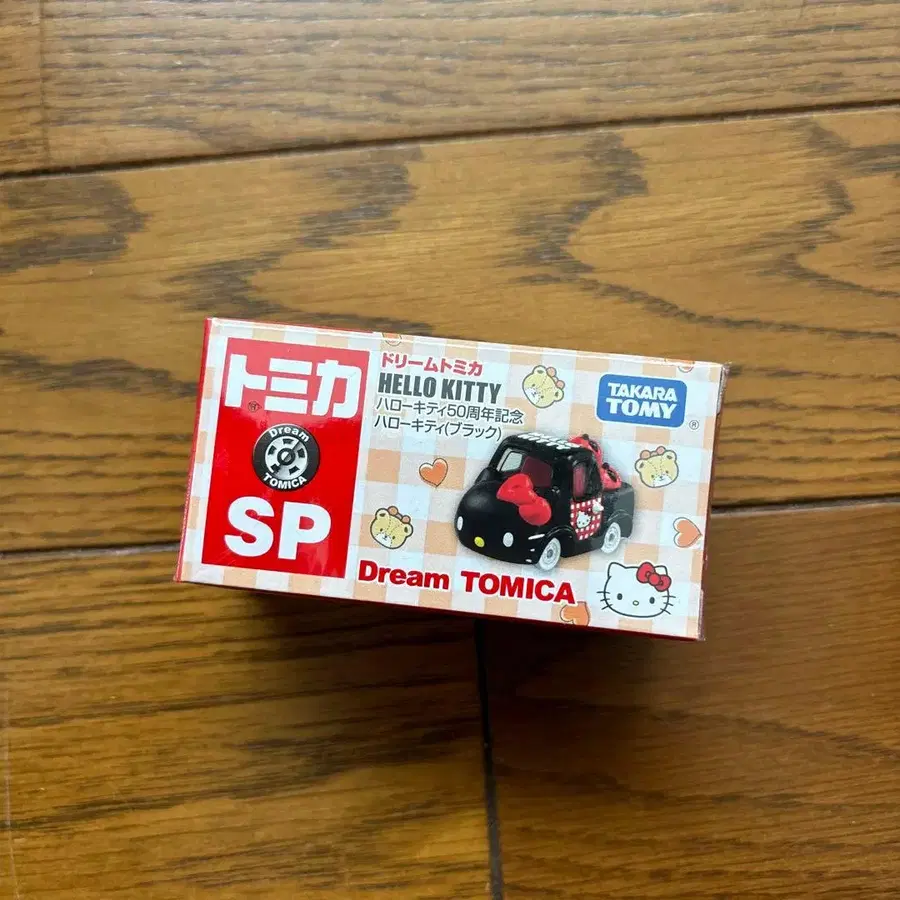 トミカ
Dream
TOMICA
SP
ドリームトミカ
HELLO KITTY
ハローキティ50周年記念
ハローキティ(ブラック)
TAKARA
TOMY
®
Dream TOMICA